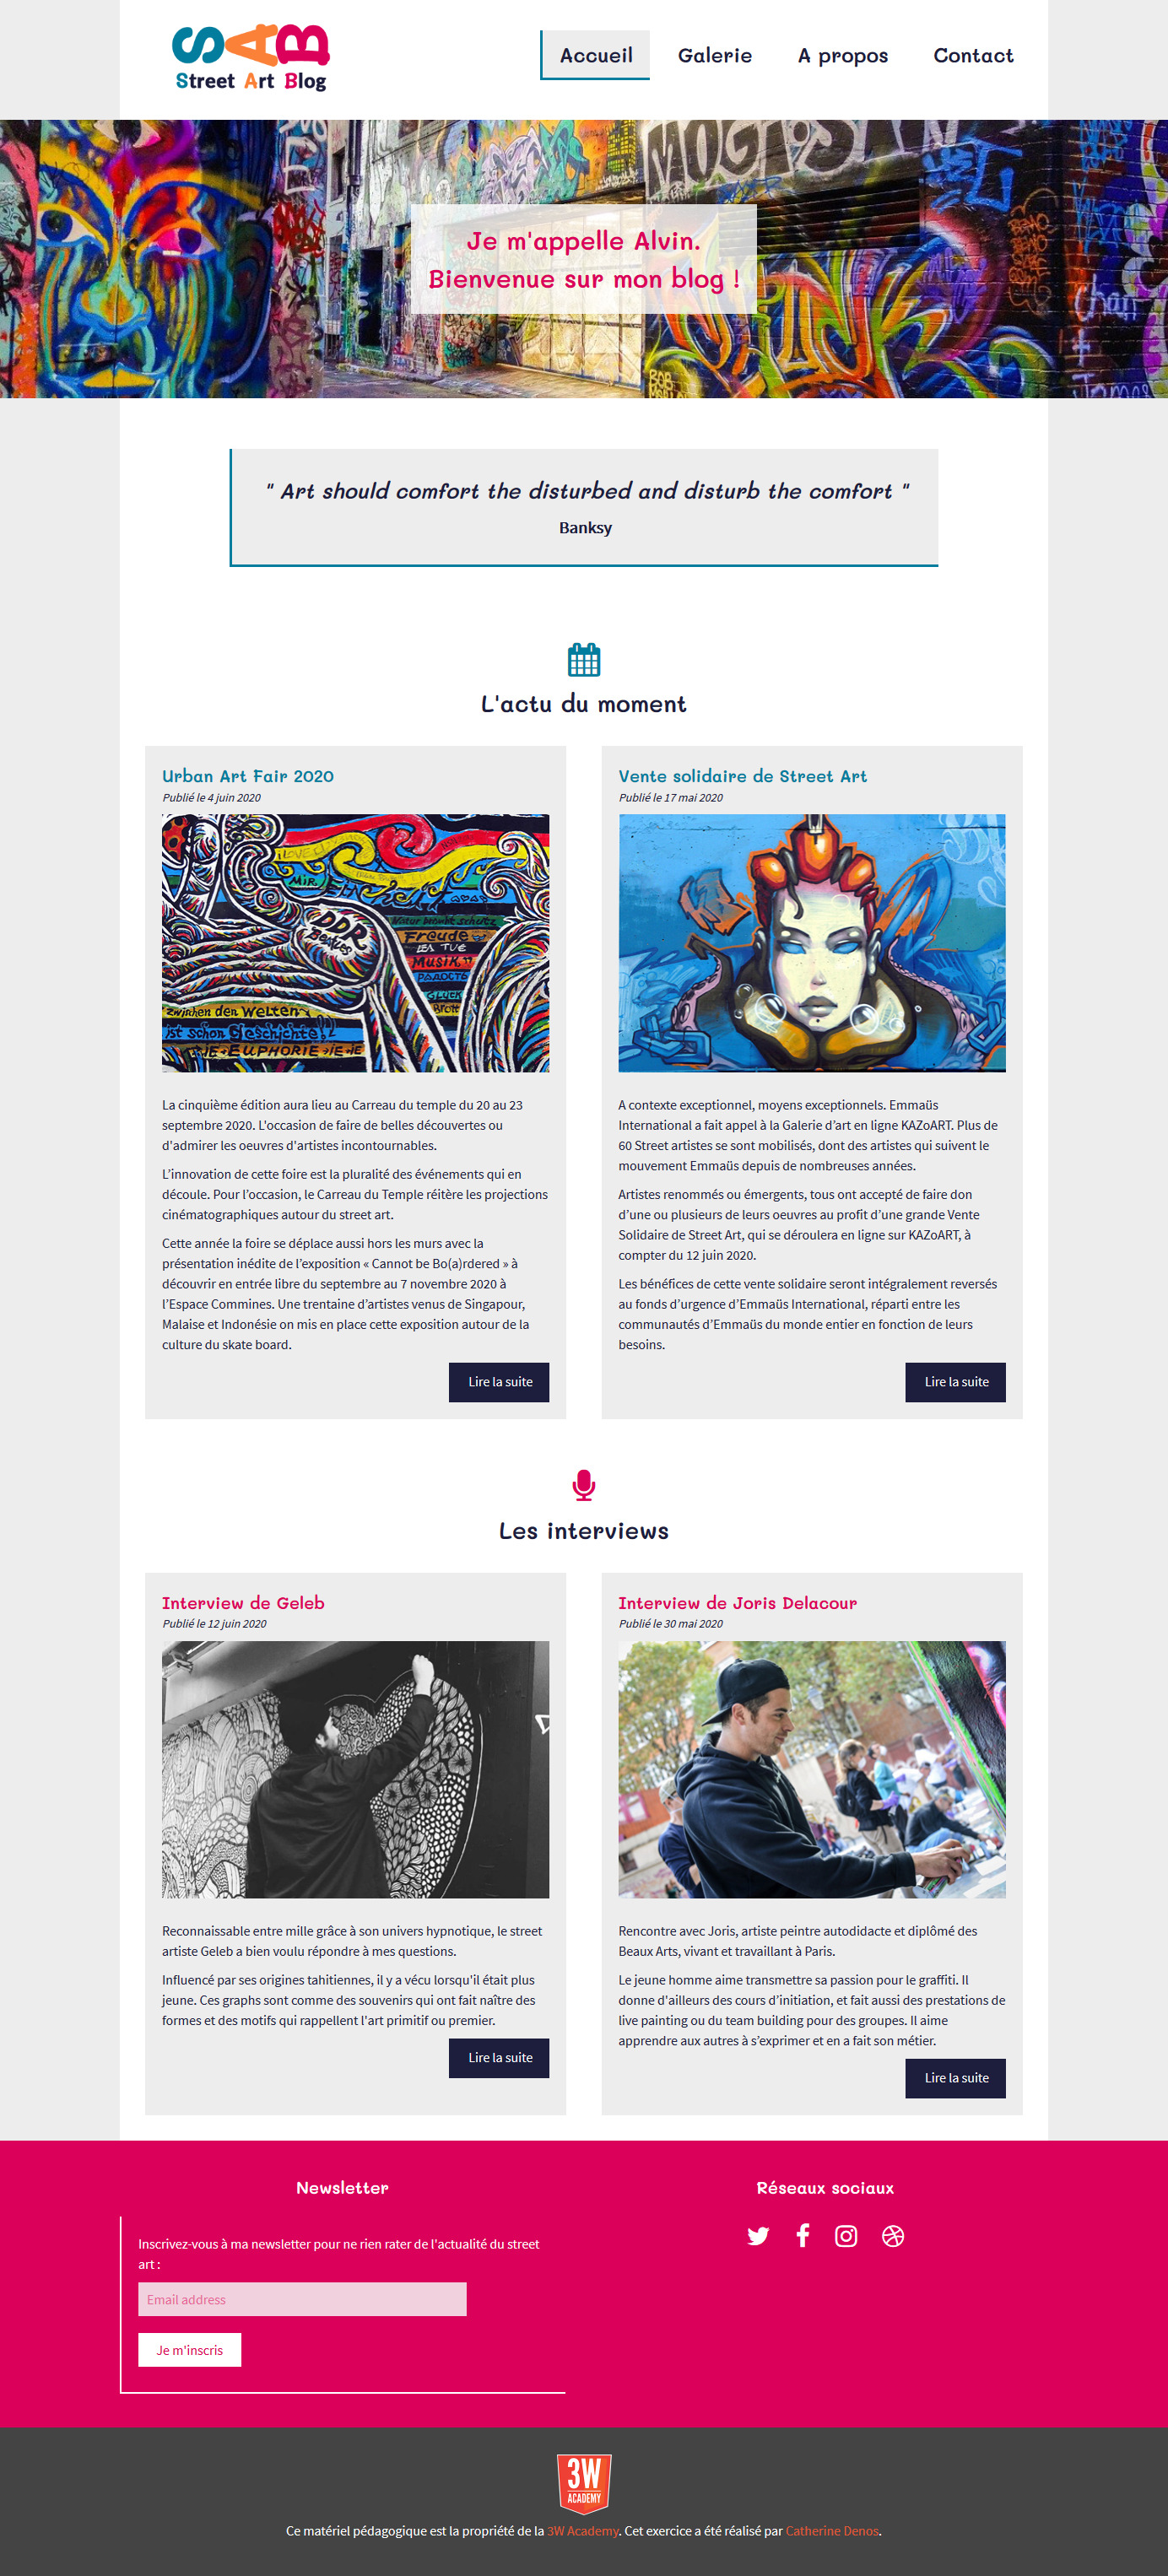 SAB
Street Art Blog
Accueil
Galerie
A propos
Contact
Je m'appelle Alvin.
Bienvenue sur mon blog !
" Art should comfort the disturbed and disturb the comfort "
Banksy
L'actu du moment
Urban Art Fair 2020
Publié le 4 juin 2020
DDR
Freude
MUSIK
zwischen den Welten
ist schon Geschichte!
EUPHORIE
La cinquième édition aura lieu au Carreau du temple du 20 au 23
septembre 2020. L'occasion de faire de belles découvertes ou
d'admirer les oeuvres d'artistes incontournables.
L’innovation de cette foire est la pluralité des événements qui en
découle. Pour l’occasion, le Carreau du Temple réitère les projections
cinématographiques autour du street art.
Cette année la foire se déplace aussi hors les murs avec la
présentation inédite de l’exposition « Cannot be Bo(a)rdered » à
découvrir en entrée libre du septembre au 7 novembre 2020 à
l’Espace Commines. Une trentaine d’artistes venus de Singapour,
Malaise et Indonésie on mis en place cette exposition autour de la
culture du skate board.
Lire la suite
Vente solidaire de Street Art
Publié le 17 mai 2020
A contexte exceptionnel, moyens exceptionnels. Emmaüs
International a fait appel à la Galerie d’art en ligne KAZoART. Plus de
60 Street artistes se sont mobilisés, dont des artistes qui suivent le
mouvement Emmaüs depuis de nombreuses années.
Artistes renommés ou émergents, tous ont accepté de faire don
d’une ou plusieurs de leurs oeuvres au profit d’une grande Vente
Solidaire de Street Art, qui se déroulera en ligne sur KAZoART, à
compter du 12 juin 2020.
Les bénéfices de cette vente solidaire seront intégralement reversés
au fonds d’urgence d’Emmaüs International, réparti entre les
communautés d’Emmaüs du monde entier en fonction de leurs
besoins.
Lire la suite
Les interviews
Interview de Geleb
Publié le 12 juin 2020
Reconnaissable entre mille grâce à son univers hypnotique, le street
artiste Geleb a bien voulu répondre à mes questions.
Influencé par ses origines tahitiennes, il y a vécu lorsqu'il était plus
jeune. Ces graphs sont comme des souvenirs qui ont fait naître des
formes et des motifs qui rappellent l'art primitif ou premier.
Lire la suite
Interview de Joris Delacour
Publié le 30 mai 2020
Rencontre avec Joris, artiste peintre autodidacte et diplômé des
Beaux Arts, vivant et travaillant à Paris.
Le jeune homme aime transmettre sa passion pour le graffiti. Il
donne d'ailleurs des cours d’initiation, et fait aussi des prestations de
live painting ou du team building pour des groupes. Il aime
apprendre aux autres à s’exprimer et en a fait son métier.
Lire la suite
Newsletter
Inscrivez-vous à ma newsletter pour ne rien rater de l'actualité du street
art :
Email address
Je m'inscris
Réseaux sociaux
3W
ACADEMY
Ce matériel pédagogique est la propriété de la 3W Academy. Cet exercice a été réalisé par Catherine Denos.